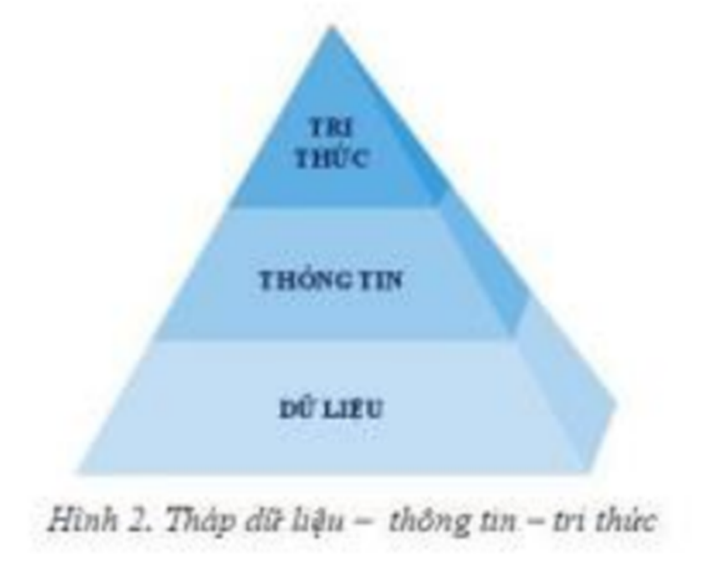 TRI
THỨC
THÔNG TIN
DỮ LIỆU
Hình 2. Tháp dữ liệu – thông tin – tri thức